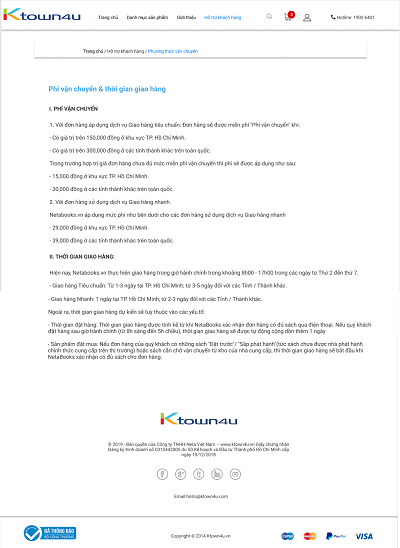 Ktown4u
Trang chủ Danh mục sản phẩm Giới thiệu Hỗ trợ khách hàng Hotline: 1900 6401
Trang chủ / Hỗ trợ khách hàng / Phương thức vận chuyển
Phí vận chuyển & thời gian giao hàng
I. PHÍ VẬN CHUYỂN
1. Với đơn hàng áp dụng dịch vụ Giao hàng tiêu chuẩn: Đơn hàng sẽ được miễn phí "Phí vận chuyển" khi:
- Có giá trị trên 150,000 đồng ở khu vực TP. Hồ Chí Minh.
- Có giá trị trên 300,000 đồng ở các tỉnh thành khác trên toàn quốc.
Trong trường hợp trị giá đơn hàng chưa đủ mức miễn phí vận chuyển thì phí sẽ được áp dụng như sau:
- 15,000 đồng ở khu vực TP. Hồ Chí Minh.
- 30,000 đồng ở các tỉnh thành khác trên toàn quốc.
2. Với đơn hàng sử dụng dịch vụ Giao hàng nhanh.
Netabooks.vn áp dụng mức phí như bên dưới cho các đơn hàng sử dụng dịch vụ Giao hàng nhanh
- 29,000 đồng ở khu vực TP. Hồ Chí Minh.
- 39,000 đồng ở các tỉnh thành khác trên toàn quốc.
II. THỜI GIAN GIAO HÀNG:
Hiện nay, Netabooks.vn thực hiện giao hàng trong giờ hành chính trong khoảng 8h00 - 17h00 trong các ngày từ Thứ 2 đến thứ 7.
- Giao hàng Tiêu chuẩn: Từ 1-3 ngày tại TP. Hồ Chí Minh; từ 3-5 ngày đối với các Tỉnh / Thành khác.
- Giao hàng Nhanh: 1 ngày tại TP. Hồ Chí Minh; từ 2-3 ngày đối với các Tỉnh / Thành khác.
Ngoài ra, thời gian giao hàng dự kiến sẽ tuỳ thuộc vào các yếu tố:
- Thời gian đặt hàng: Thời gian giao hàng được tính kể từ khi NetaBooks xác nhận đơn hàng có đủ sách qua điện thoại. Nếu quý khách
đặt hàng sau giờ hành chính (từ 8h sáng đến 5h chiều), thời gian giao hàng sẽ được tự động cộng dồn thêm 1 ngày
- Sản phẩm đặt mua: Nếu đơn hàng của quý khách có những sách "Đặt trước"/ "Sắp phát hành"(tức sách chưa được nhà phát hành
chính thức cung cấp trên thị trường) hoặc sách cần chờ vận chuyển từ kho của nhà cung cấp, thì thời gian giao hàng sẽ bắt đầu khi
NetaBooks xác nhận có đủ sách cho đơn hàng.
Ktown4u
© 2019 - Bản quyền của Công ty TNHH Neta Việt Nam – www.ktown4u.vn Giấy chứng nhận
Đăng ký Kinh doanh số 0315442805 do Sở Kế hoạch và Đầu tư Thành phố Hồ Chí Minh cấp
ngày 19/12/2018
Email:hotro@ktown4u.com
ĐÃ THÔNG BÁO
BỘ CÔNG THƯƠNG
Copyright © 2014 Ktown4u.vn
PayPal VISA